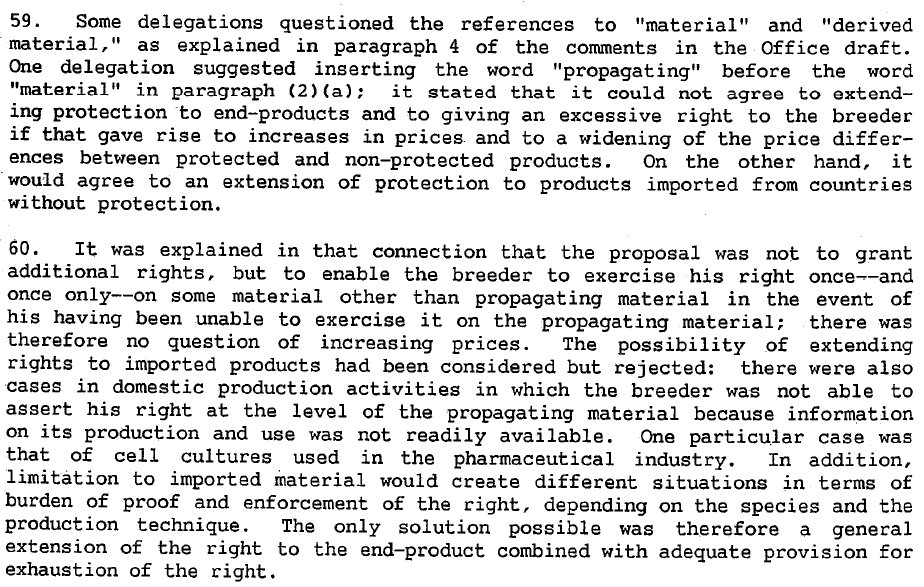 59. Some delegations questioned the references to "material" and "derived
material," as explained in paragraph 4 of the comments in the Office draft.
One delegation suggested inserting the word "propagating" before the word
"material" in paragraph (2)(a); it stated that it could not agree to extend-
ing protection to end-products and to giving an excessive right to the breeder
if that gave rise to increases in prices and to a widening of the price differ-
ences between protected and non-protected products. On the other hand, it
would agree to an extension of protection to products imported from countries
without protection.
60. It was explained in that connection that the proposal was not to grant
additional rights, but to enable the breeder to exercise his right once--and
once only--on some material other than propagating material in the event of
his having been unable to exercise it on the propagating material; there was
therefore no question of increasing prices. The possibility of extending
rights to imported products had been considered but rejected: there were also
cases in domestic production activities in which the breeder was not able to
assert his right at the level of the propagating material because information
on its production and use was not readily available. One particular case was
that of cell cultures used in the pharmaceutical industry. In addition,
limitation to imported material would create different situations in terms of
burden of proof and enforcement of the right, depending on the species and the
production technique. The only solution possible was therefore a general
extension of the right to the end-product combined with adequate provision for
exhaustion of the right.